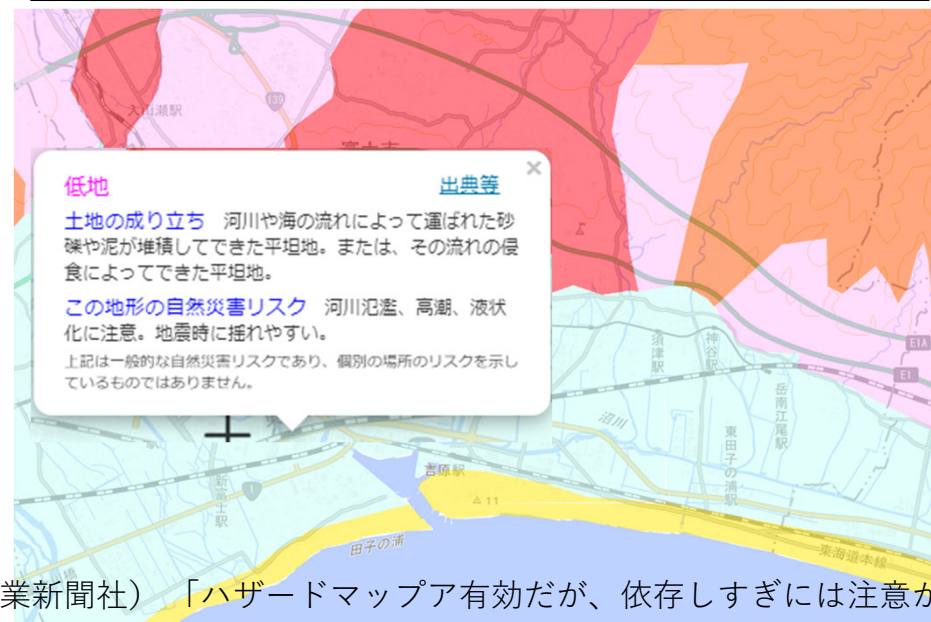 入山瀬駅
139
富士市
×
低地 出典等
土地の成り立ち 河川や海の流れによって運ばれた砂
礫や泥が堆積してできた平坦地。または、その流れの侵
食によってできた平坦地。
この地形の自然災害リスク 河川氾濫、高潮、液状
化に注意。地震時に揺れやすい。
上記は一般的な自然災害リスクであり、個別の場所のリスクを示し
ているものではありません。
須津駅
神谷駅
E1A
E1
岳南江尾駅
沼川
東田子の浦駅
吉原駅
新富士駅
1
11
田子の浦
東海道本線
業新聞社) 「ハザードマップア有効だが、依存しすぎには注意か